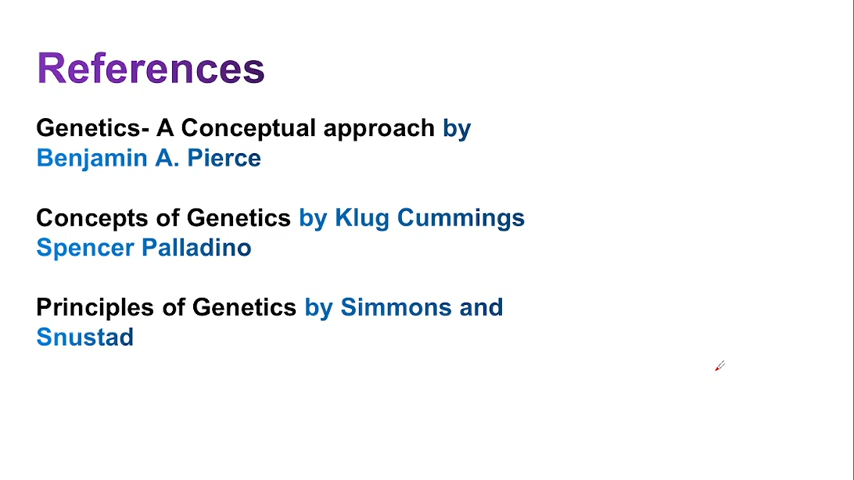 References
Genetics- A Conceptual approach by
Benjamin A. Pierce
Concepts of Genetics by Klug Cummings
Spencer Palladino
Principles of Genetics by Simmons and
Snustad